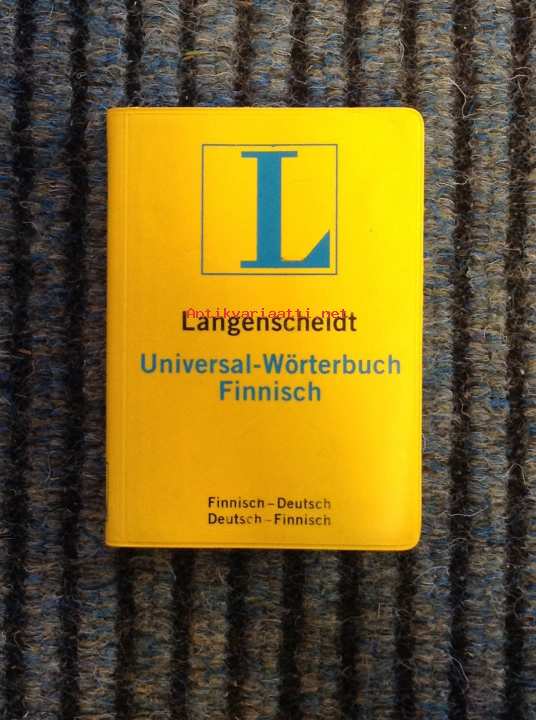 L
Antikvariaatti.net
Langenscheidt
Universal-Wörterbuch
Finnisch
Finnisch–Deutsch
Deutsch–Finnisch